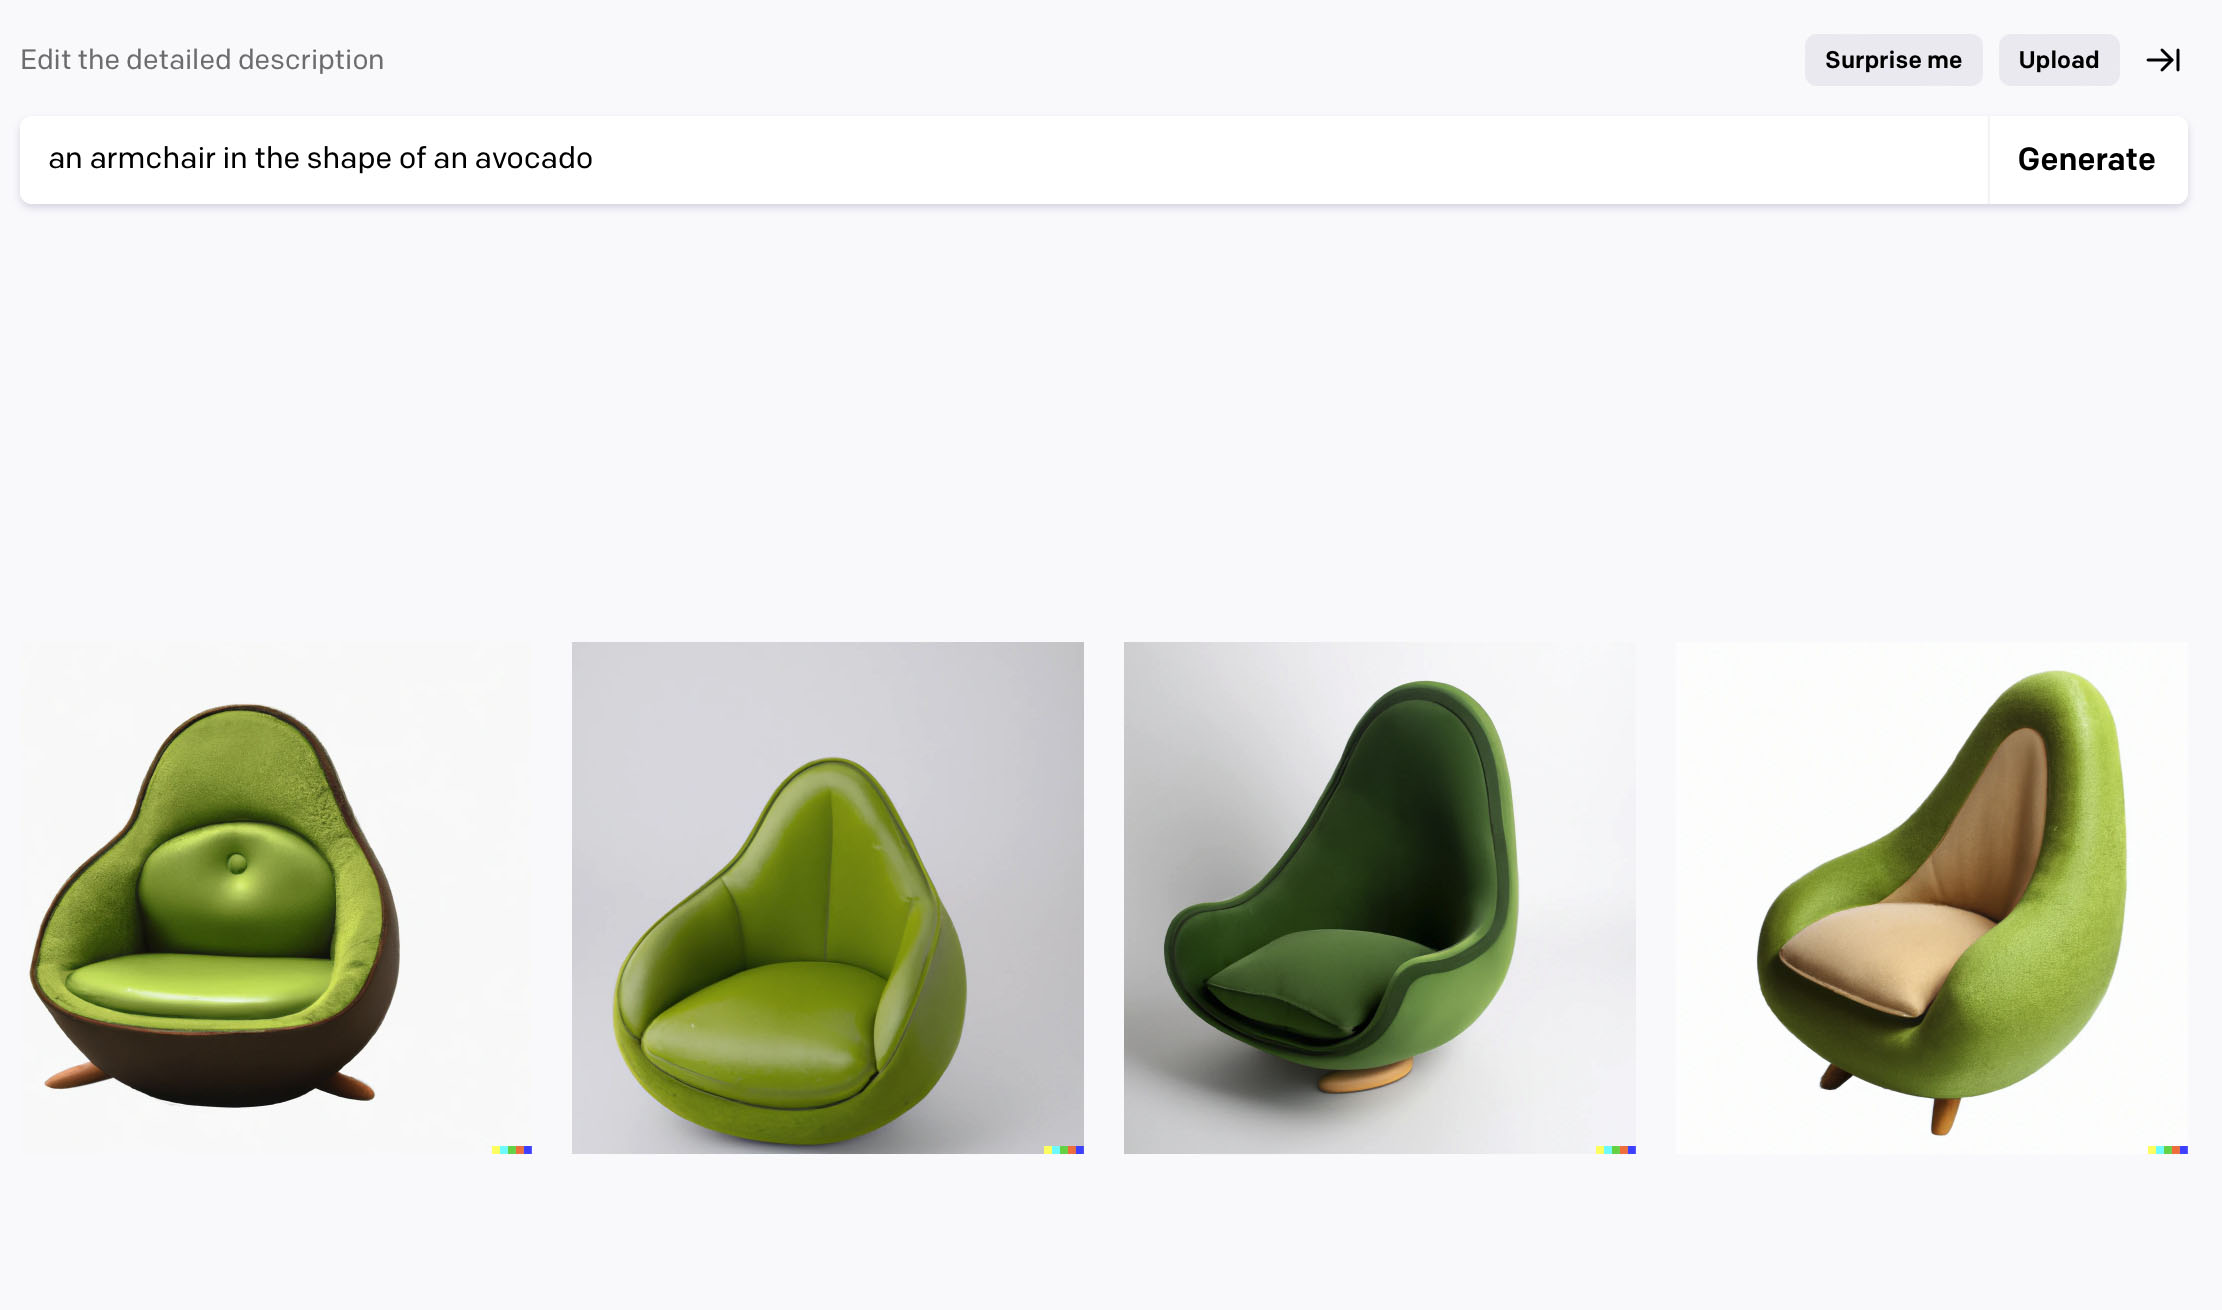 Edit the detailed description
Surprise me
Upload
an armchair in the shape of an avocado
Generate